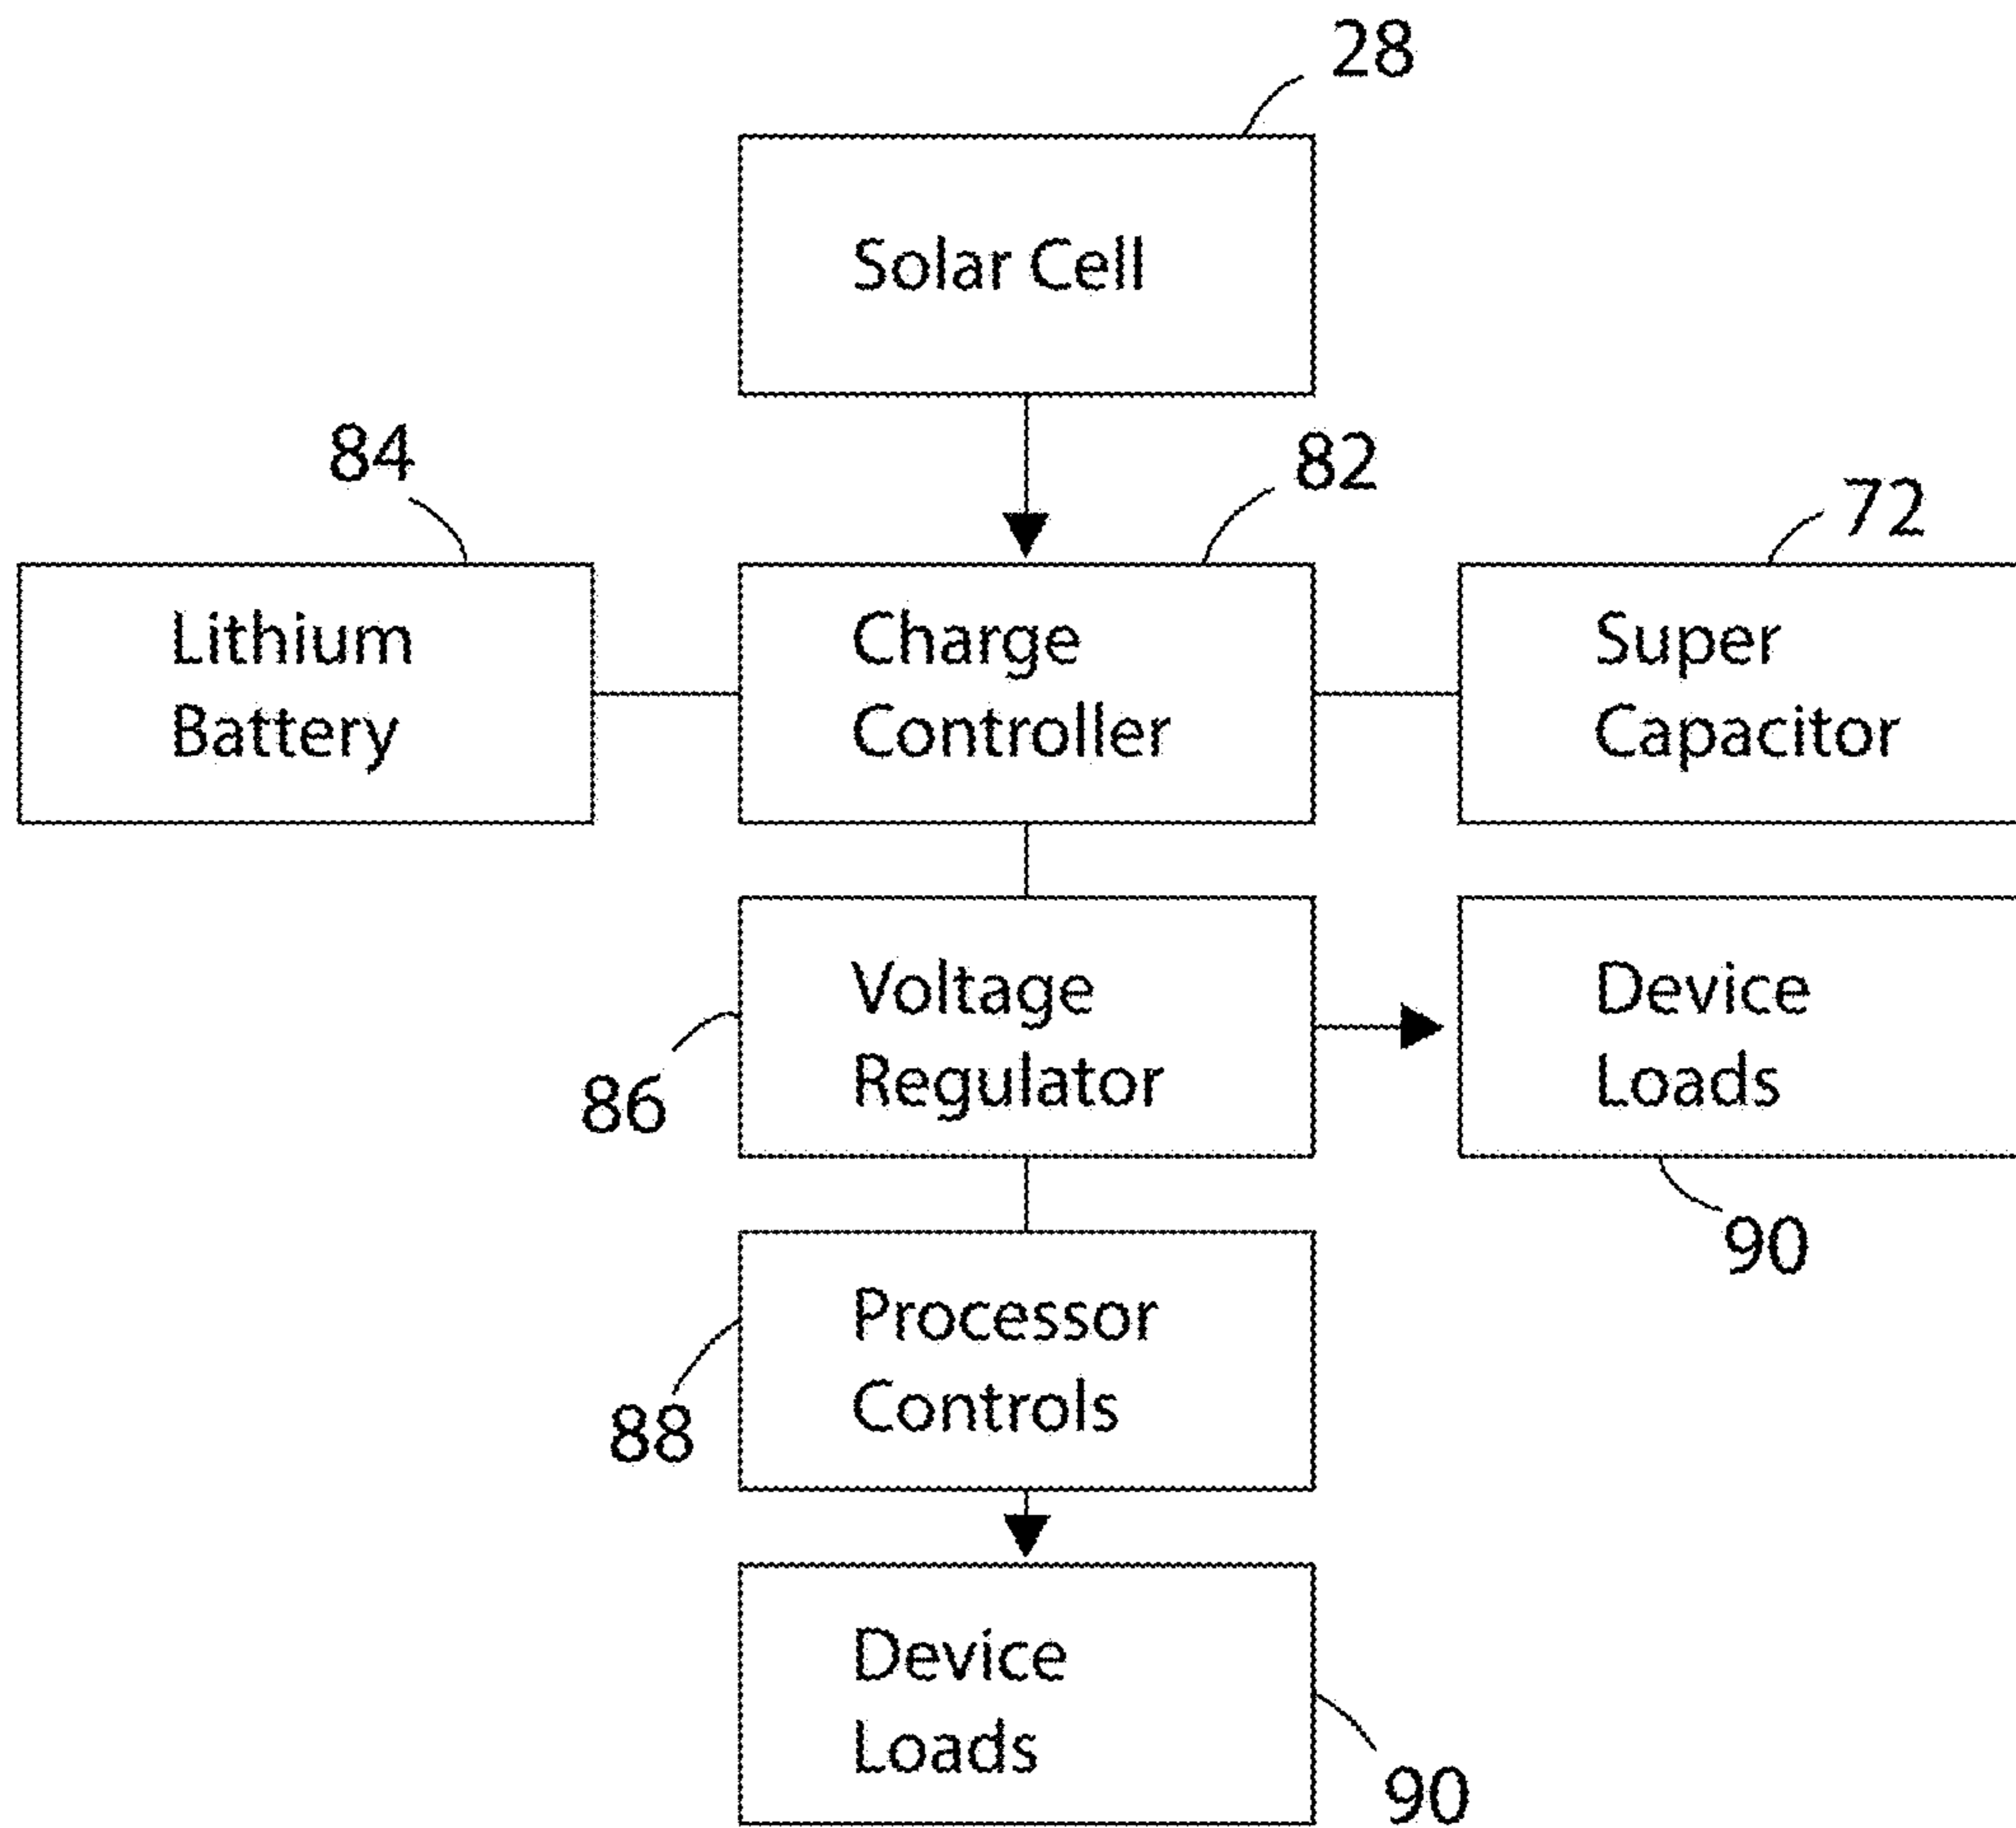 28
Solar Cell
84
82
72
Lithium
Battery
Charge
Controller
Super
Capacitor
Voltage
Regulator
Device
Loads
86
90
Processor
Controls
88
Device
Loads
90